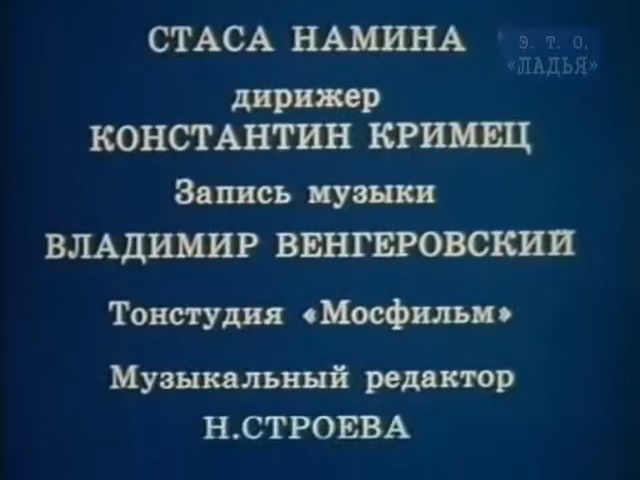 СТАСА НАМИНА
Э. Т. О.
«ЛАДЬЯ»
дирижер
КОНСТАНТИН КРИМЕЦ
Запись музыки
ВЛАДИМИР ВЕНГЕРОВСКИЙ
Тонстудия «Мосфильм»
Музыкальный редактор
Н.СТРОЕВА